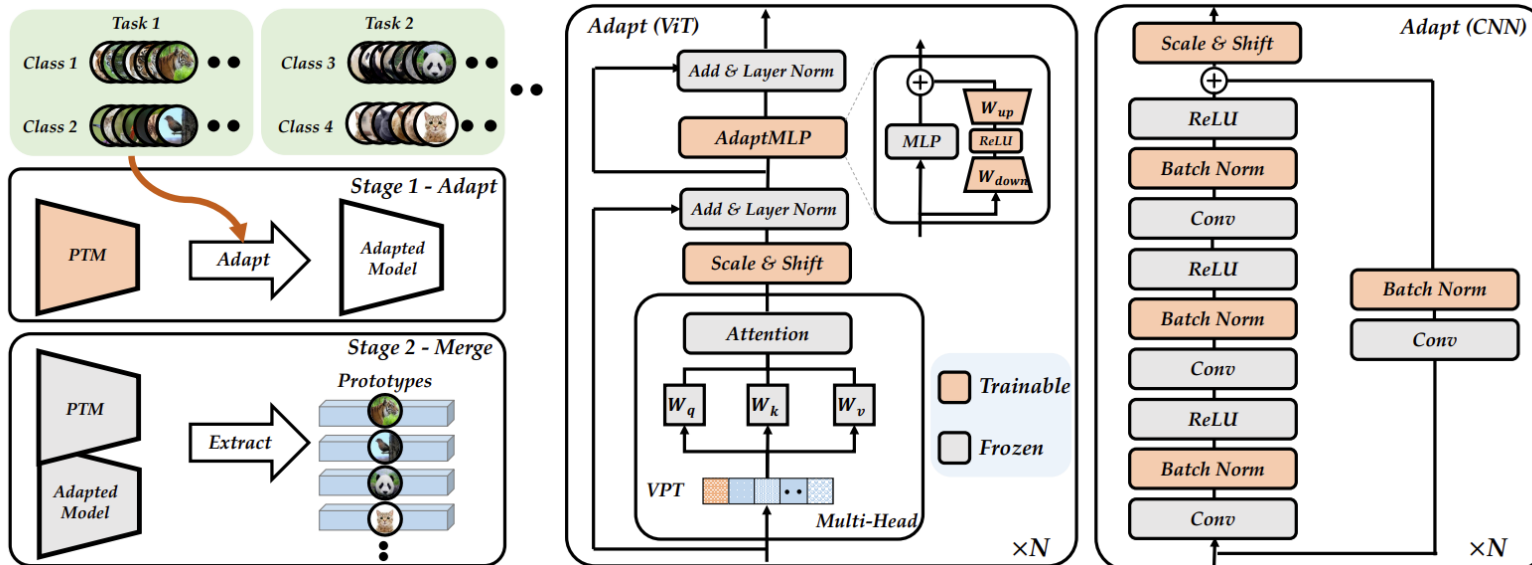 Task 1
Class 1
Class 2
Task 2
Class 3
Class 4
Stage 1 - Adapt
PTM
Adapt
Adapted
Model
Stage 2 - Merge
PTM
Adapted
Model
Extract
Prototypes
Adapt (ViT)
Add & Layer Norm
AdaptMLP
Add & Layer Norm
Scale & Shift
Attention
W_q
W_k
W_v
VPT
Multi-Head
×N
MLP
W_up
ReLU
W_down
Trainable
Frozen
Adapt (CNN)
Scale & Shift
ReLU
Batch Norm
Conv
ReLU
Batch Norm
Conv
ReLU
Batch Norm
Conv
Batch Norm
Conv
×N